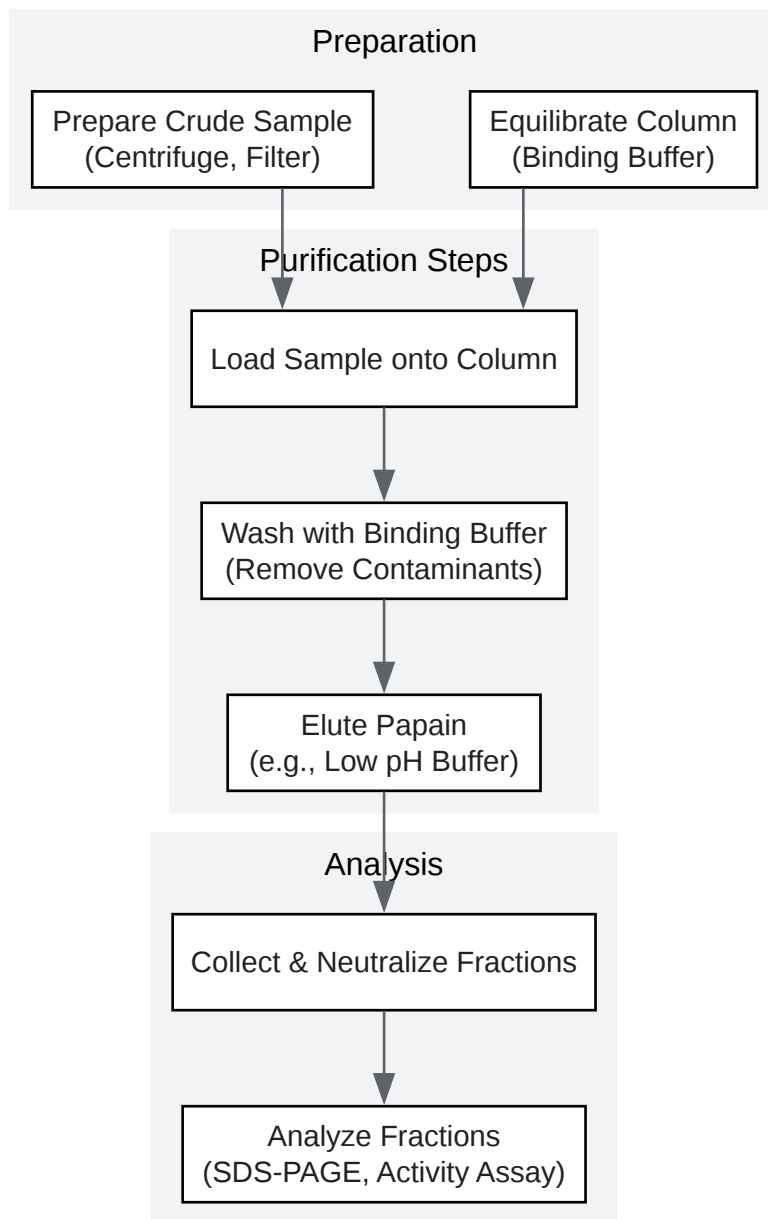 Preparation
Prepare Crude Sample
(Centrifuge, Filter)
Equilibrate Column
(Binding Buffer)
Purification Steps
Load Sample onto Column
Wash with Binding Buffer
(Remove Contaminants)
Elute Papain
(e.g., Low pH Buffer)
Analysis
Collect & Neutralize Fractions
Analyze Fractions
(SDS-PAGE, Activity Assay)